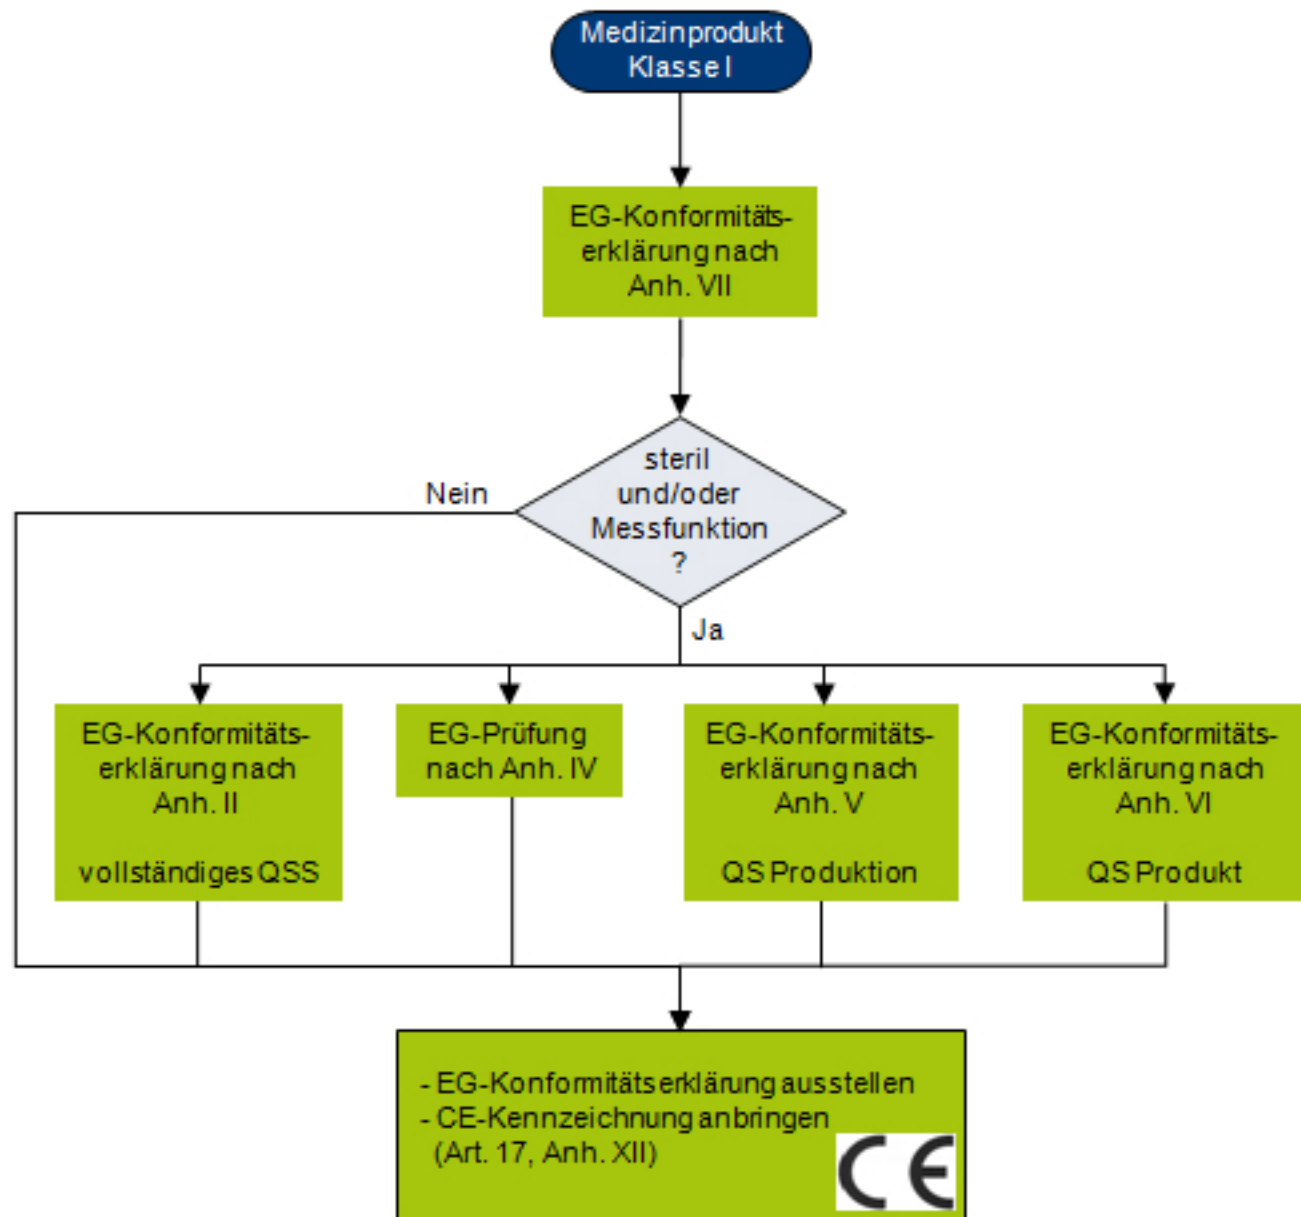 Medizinprodukt
Klasse I
EG-Konformitäts-
erklärung nach
Anh. VII
steril
und/oder
Messfunktion
?
Nein
Ja
EG-Konformitäts-
erklärung nach
Anh. II
vollständiges QSS
EG-Prüfung
nach Anh. IV
EG-Konformitäts-
erklärung nach
Anh. V
QS Produktion
EG-Konformitäts-
erklärung nach
Anh. VI
QS Produkt
- EG-Konformitätserklärung ausstellen
- CE-Kennzeichnung anbringen
(Art. 17, Anh. XII)
CE